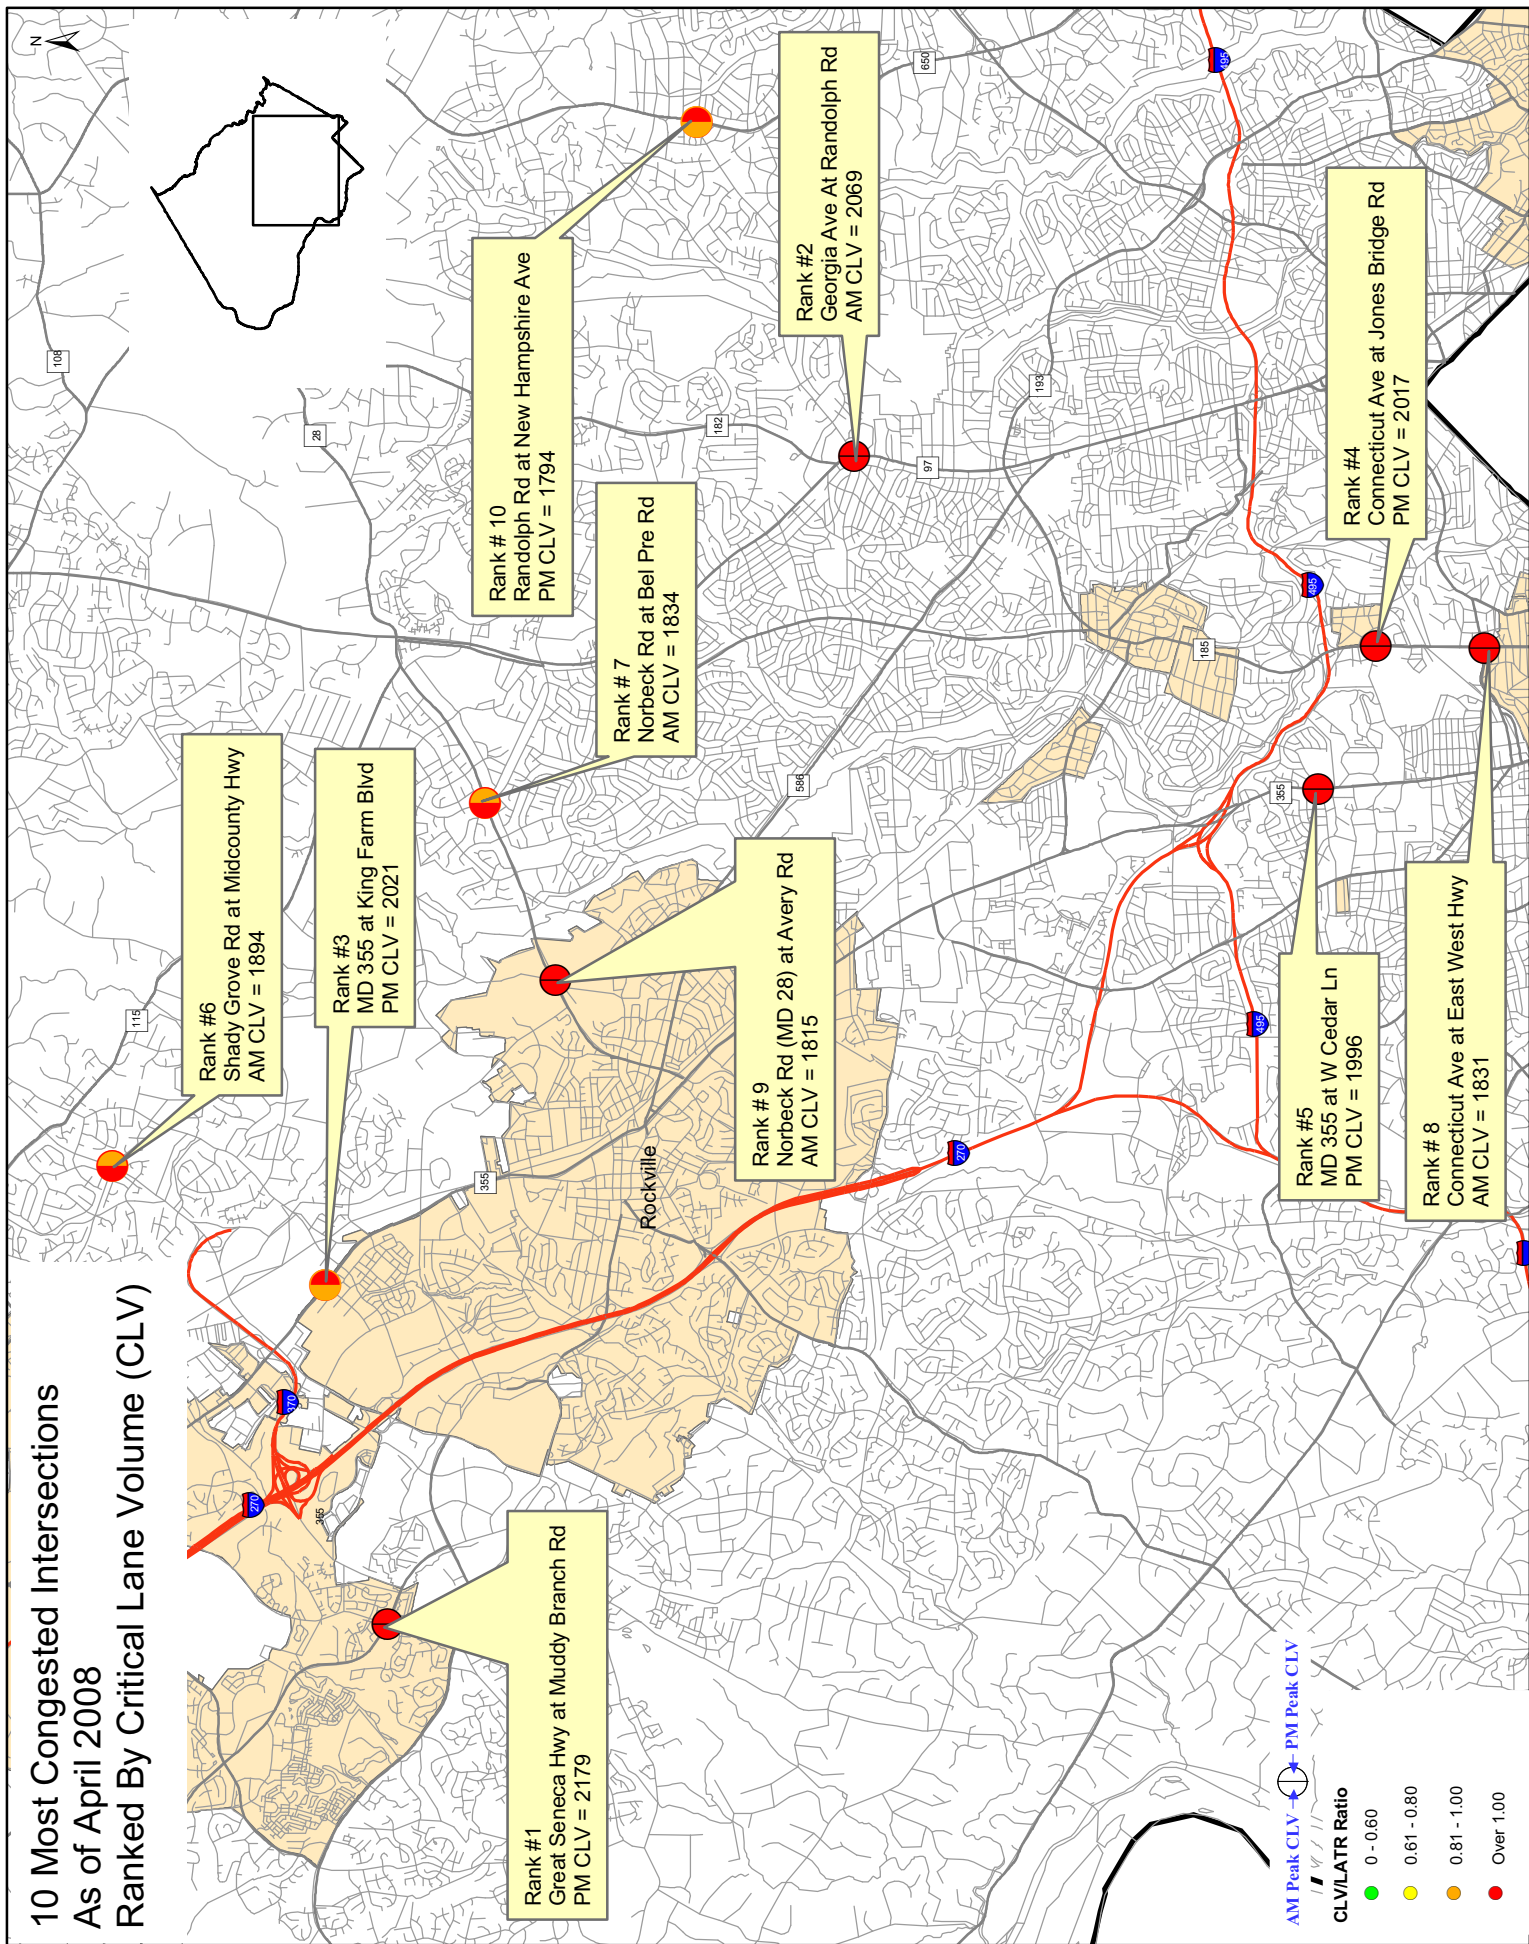 10 Most Congested Intersections
As of April 2008
Ranked By Critical Lane Volume (CLV)
N
Rank #6
Shady Grove Rd at Midcounty Hwy
AM CLV = 1894
Rank #3
MD 355 at King Farm Blvd
PM CLV = 2021
Rank # 10
Randolph Rd at New Hampshire Ave
PM CLV = 1794
Rank # 7
Norbeck Rd at Bel Pre Rd
AM CLV = 1834
Rank #2
Georgia Ave At Randolph Rd
AM CLV = 2069
Rank #1
Great Seneca Hwy at Muddy Branch Rd
PM CLV = 2179
Rank # 9
Norbeck Rd (MD 28) at Avery Rd
AM CLV = 1815
Rank #4
Connecticut Ave at Jones Bridge Rd
PM CLV = 2017
Rank #5
MD 355 at W Cedar Ln
PM CLV = 1996
Rank # 8
Connecticut Ave at East West Hwy
AM CLV = 1831
Rockville
108
28
115
650
182
97
193
586
185
355
355
355
270
370
270
495
495
495
AM Peak CLV PM Peak CLV
CLV/LATR Ratio
0 - 0.60
0.61 - 0.80
0.81 - 1.00
Over 1.00